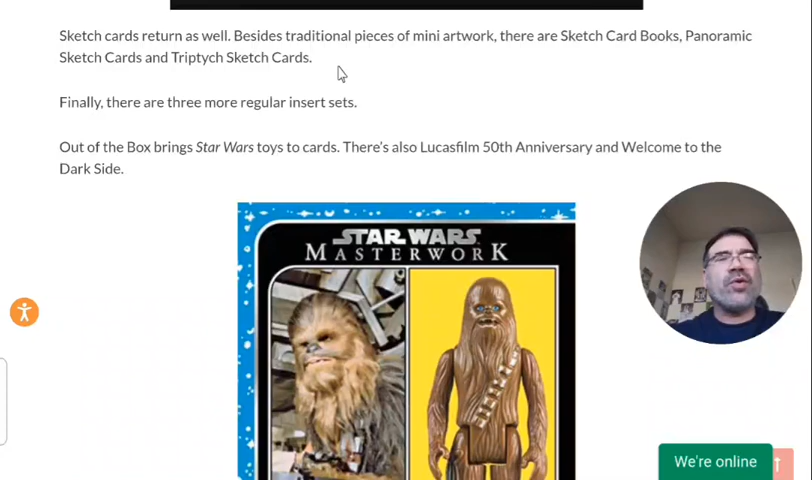 Sketch cards return as well. Besides traditional pieces of mini artwork, there are Sketch Card Books, Panoramic
Sketch Cards and Triptych Sketch Cards.
Finally, there are three more regular insert sets.
Out of the Box brings Star Wars toys to cards. There's also Lucasfilm 50th Anniversary and Welcome to the
Dark Side.
STAR WARS
MASTERWORK
We're online